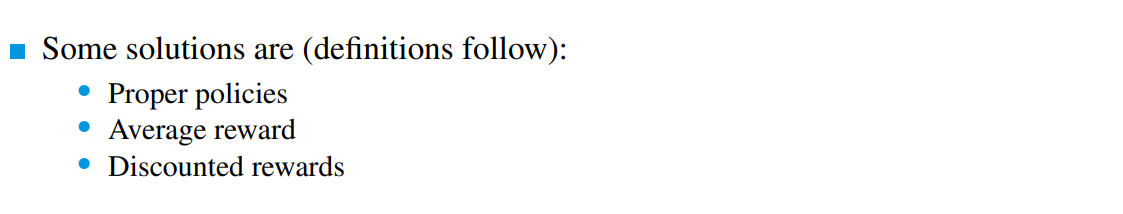 Some solutions are (definitions follow):
Proper policies
Average reward
Discounted rewards